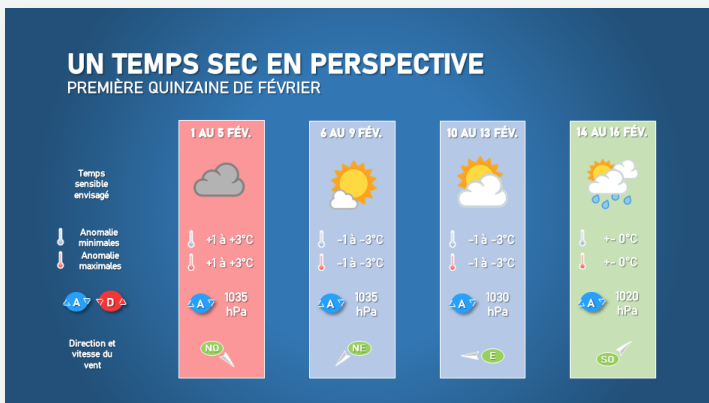 UN TEMPS SEC EN PERSPECTIVE
PREMIÈRE QUINZAINE DE FÉVRIER
1 AU 5 FÉV.
6 AU 9 FÉV.
10 AU 13 FÉV.
14 AU 16 FÉV.
Temps
sensible
envisagé
Anomalie
minimales
+1 à +3°C
-1 à -3°C
-1 à -3°C
+- 0°C
Anomalie
maximales
+1 à +3°C
-1 à -3°C
-1 à -3°C
+- 0°C
A D
A 1035
hPa
A 1035
hPa
A 1030
hPa
A 1020
hPa
Direction et
vitesse du
vent
NO
NE
E
SO